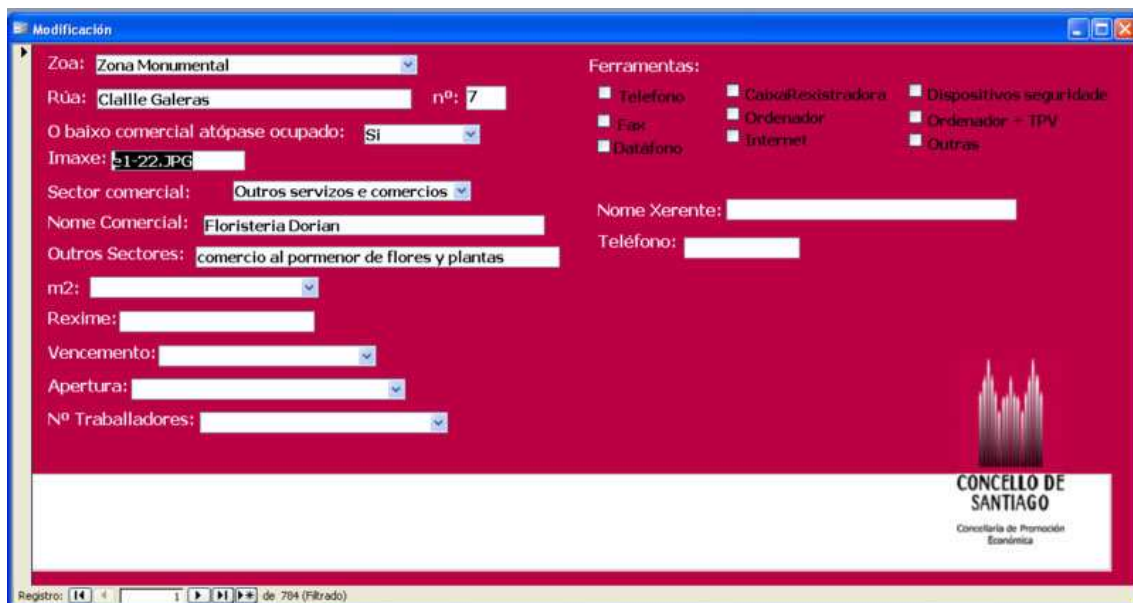 Modificación
Zoa: Zona Monumental
Rúa: Clallle Galeras nº: 7
O baixo comercial atópase ocupado: Si
Imaxe: e1-22.JPG
Sector comercial: Outros servizos e comercios
Nome Comercial: Floristeria Dorian
Outros Sectores: comercio al pormenor de flores y plantas
m2:
Rexime:
Vencemento:
Apertura:
Nº Traballadores:
Ferramentas:
Telefono CaixaRexistradora Dispositivos seguridade
Fax Ordenador Ordenador - TPV
Datáfono Internet Outras
Nome Xerente:
Teléfono:
CONCELLO DE
SANTIAGO
Concellaría de Promoción
Económica
Registro: 1 de 784 (Filtrado)